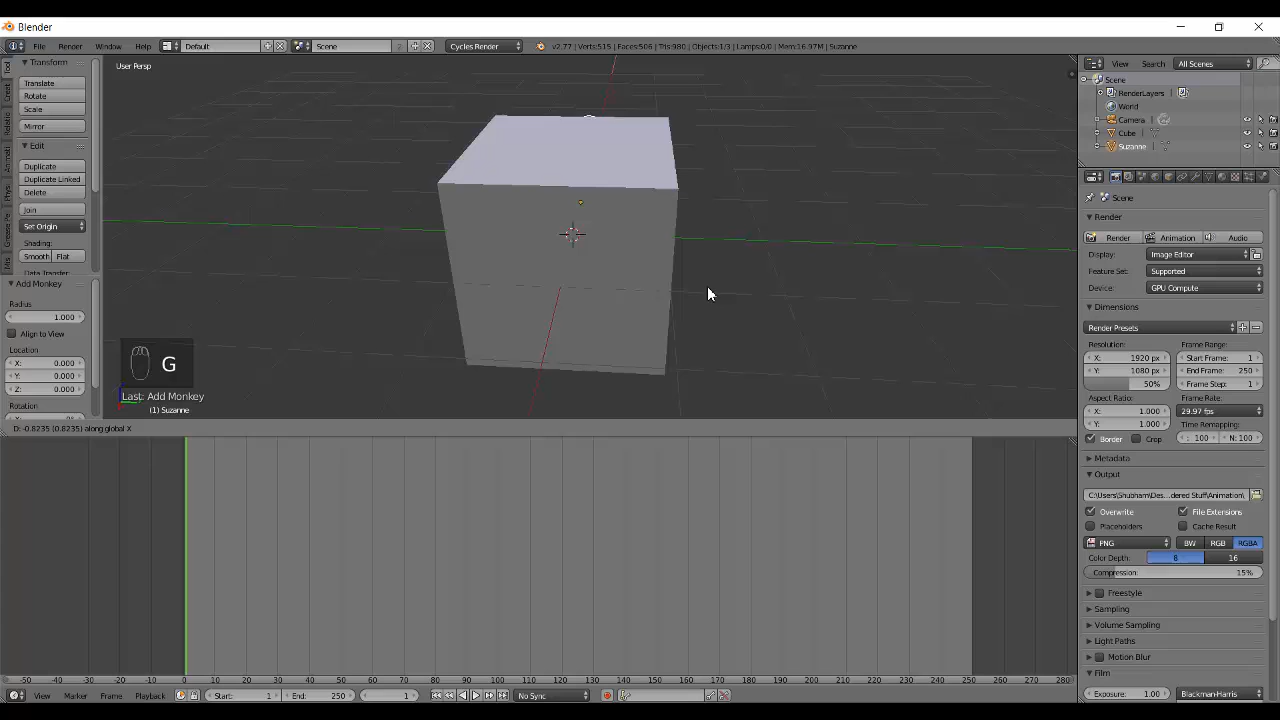 Blender
File Render Window Help Default Scene 2 Cycles Render v2.77 | Verts:515 | Faces:506 | Tris:980 | Objects:1/3 | Lamps:0/0 | Mem:16.97M | Suzanne
Transform
Translate
Rotate
Scale
Mirror
Edit
Duplicate
Duplicate Linked
Delete
Join
Set Origin
Shading:
Smooth Flat
Data Transfer:
Add Monkey
Radius
1.000
Align to View
Location
X: 0.000
Y: 0.000
Z: 0.000
Rotation
User Persp
G
Last: Add Monkey
(1) Suzanne
D: -0.8235 (0.8235) along global X
-50 -40 -30 -20 -10 0 10 20 30 40 50 60 70 80 90 100 110 120 130 140 150 160 170 180 190 200 210 220 230 240 250 260 270 280
View Marker Frame Playback Start: 1 End: 250 1 No Sync
View Search All Scenes
Scene
RenderLayers
World
Camera
Cube
Suzanne
Scene
Render
Render Animation Audio
Display: Image Editor
Feature Set: Supported
Device: GPU Compute
Dimensions
Render Presets
Resolution: Frame Range:
X: 1920 px Start Frame: 1
Y: 1080 px End Frame: 250
50% Frame Step: 1
Aspect Ratio: Frame Rate:
X: 1.000 29.97 fps
Y: 1.000 Time Remapping:
Border Crop : 100 N: 100
Metadata
Output
C:\Users\Shubham\Des...dered Stuff\Animation\
Overwrite File Extensions
Placeholders Cache Result
PNG BW RGB RGBA
Color Depth: 8 16
Compression: 15%
Freestyle
Sampling
Volume Sampling
Light Paths
Motion Blur
Film
Exposure: 1.00 Blackman-Harris